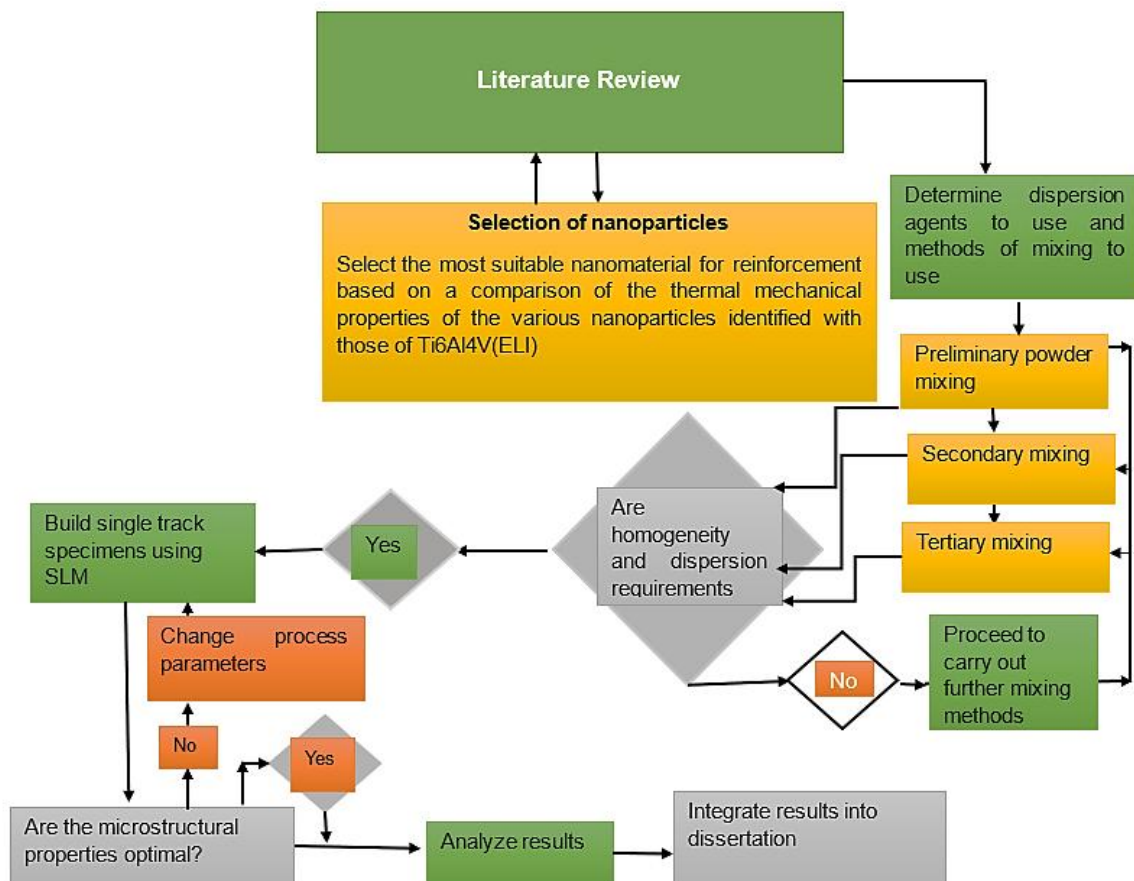 Literature Review
Selection of nanoparticles
Select the most suitable nanomaterial for reinforcement
based on a comparison of the thermal mechanical
properties of the various nanoparticles identified with
those of Ti6Al4V(ELI)
Determine dispersion
agents to use and
methods of mixing to
use
Preliminary powder
mixing
Secondary mixing
Tertiary mixing
Are
homogeneity
and dispersion
requirements
Yes
Build single track
specimens using
SLM
Change process
parameters
No
Proceed to
carry out
further mixing
methods
No
Yes
Are the microstructural
properties optimal?
Analyze results
Integrate results into
dissertation